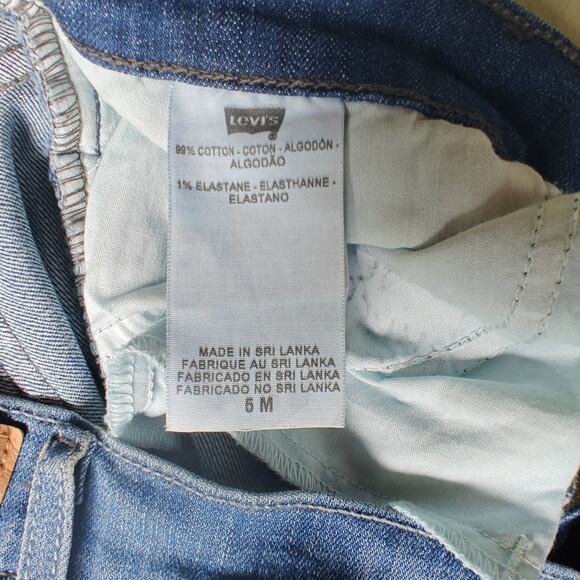 Levi's
®
99% COTTON - COTON - ALGODÓN -
ALGODÃO
1% ELASTANE - ELASTHANNE -
ELASTANO
MADE IN SRI LANKA
FABRIQUE AU SRI LANKA
FABRICADO EN SRI LANKA
FABRICADO NO SRI LANKA
5 M